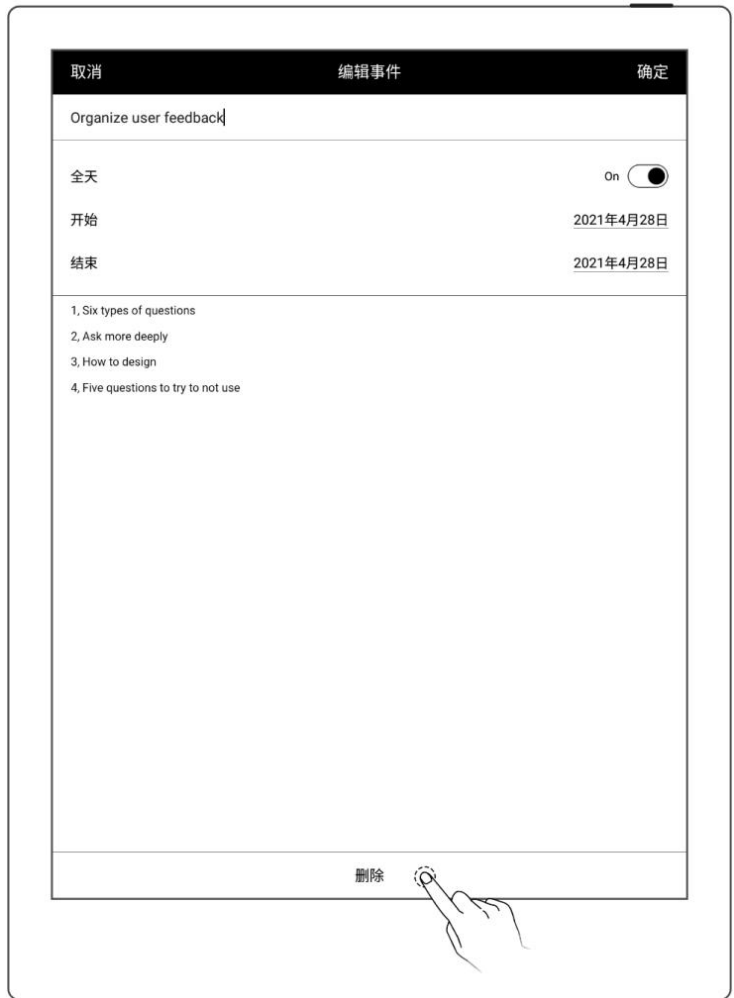 取消 编辑事件 确定
Organize user feedback
全天 On
开始 2021年4月28日
结束 2021年4月28日
1, Six types of questions
2, Ask more deeply
3, How to design
4, Five questions to try to not use
删除